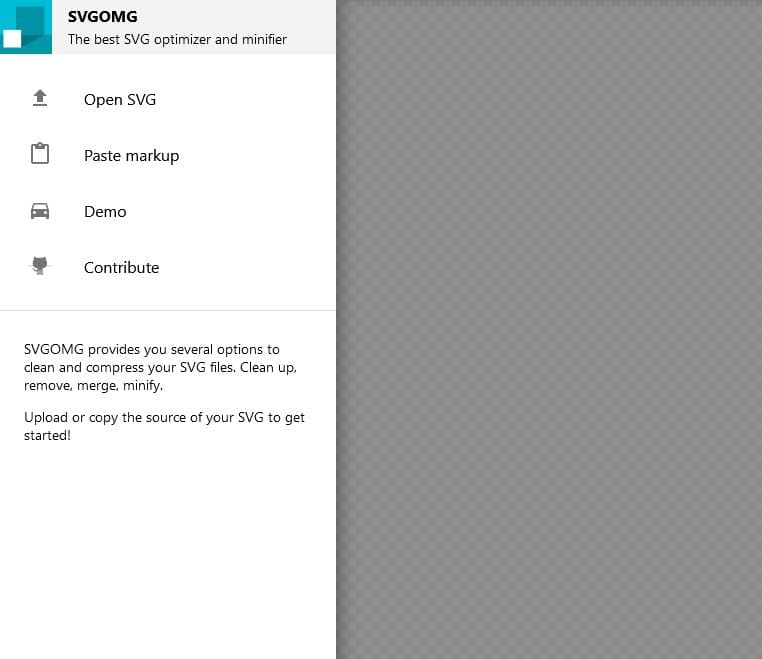 SVGOMG
The best SVG optimizer and minifier
Open SVG
Paste markup
Demo
Contribute
SVGOMG provides you several options to
clean and compress your SVG files. Clean up,
remove, merge, minify.
Upload or copy the source of your SVG to get
started!